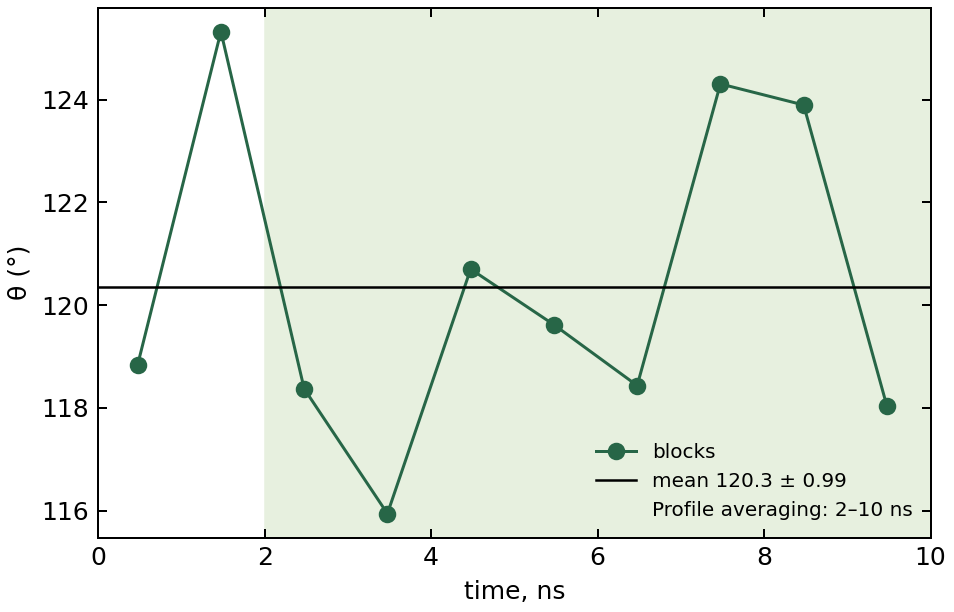 124
122
120
118
116
θ (°)
blocks
mean 120.3 ± 0.99
Profile averaging: 2–10 ns
0 2 4 6 8 10
time, ns